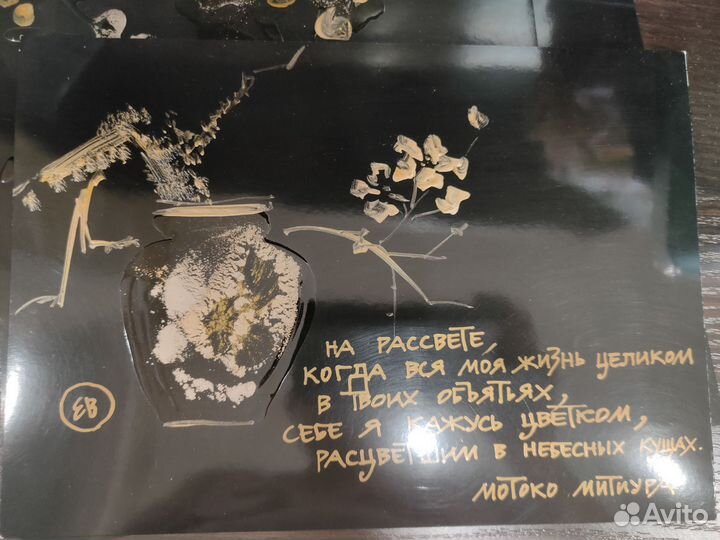 НА РАССВЕТЕ,
КОГДА ВСЯ МОЯ ЖИЗНЬ ЦЕЛИКОМ
В ТВОИХ ОБЪЯТЬЯХ,
СЕБЕ Я КАЖУСЬ ЦВЕТКОМ,
РАСЦВЕТШИМ В НЕБЕСНЫХ КУЩАХ.
МОТОКО МИТИУРА
ЕВ
Avito